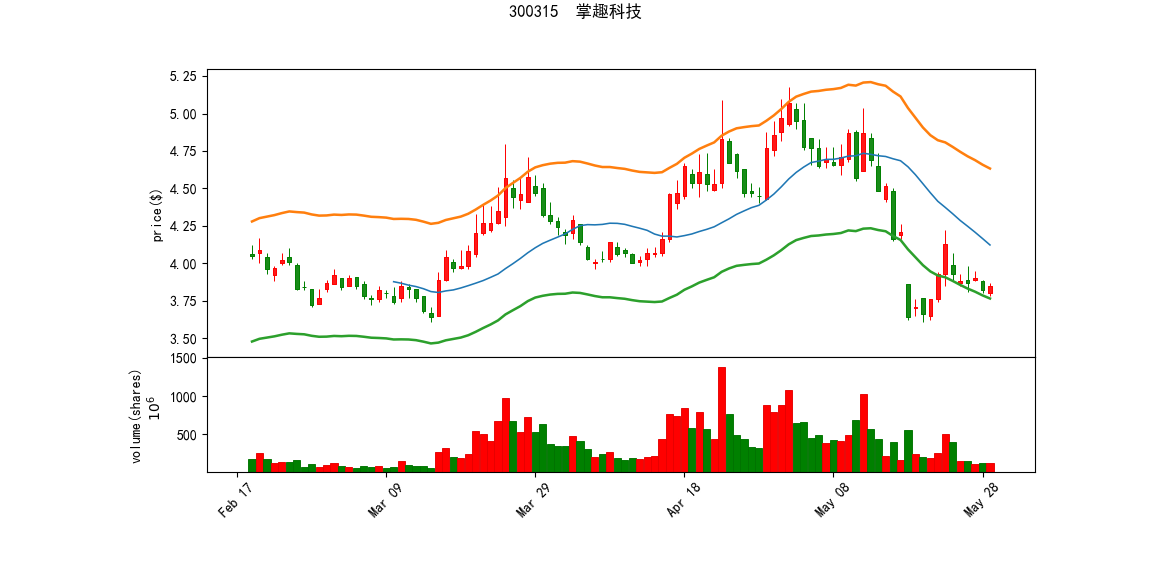 300315 掌趣科技
5.25
5.00
4.75
4.50
4.25
4.00
3.75
3.50
price($)
1500
1000
500
volume(shares)
10^6
Feb 17
Mar 09
Mar 29
Apr 18
May 08
May 28